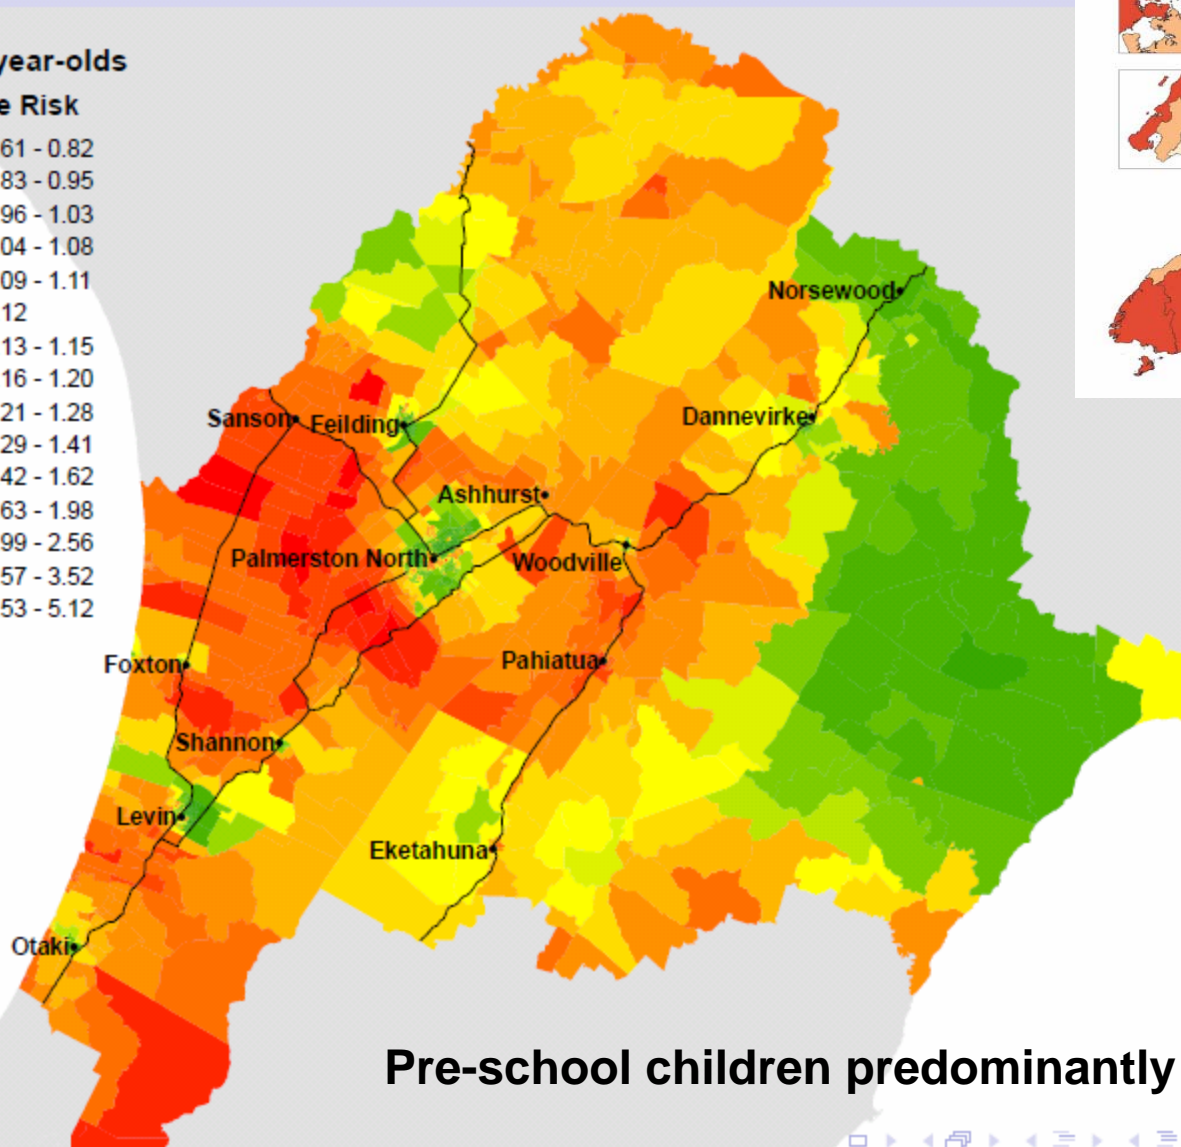 year-olds
e Risk
61 - 0.82
83 - 0.95
96 - 1.03
04 - 1.08
09 - 1.11
12
13 - 1.15
16 - 1.20
21 - 1.28
29 - 1.41
42 - 1.62
63 - 1.98
99 - 2.56
57 - 3.52
53 - 5.12
Norsewood
Dannevirke
Sanson
Feilding
Ashhurst
Palmerston North
Woodville
Foxton
Pahiatua
Shannon
Levin
Eketahuna
Otaki
Pre-school children predominantly